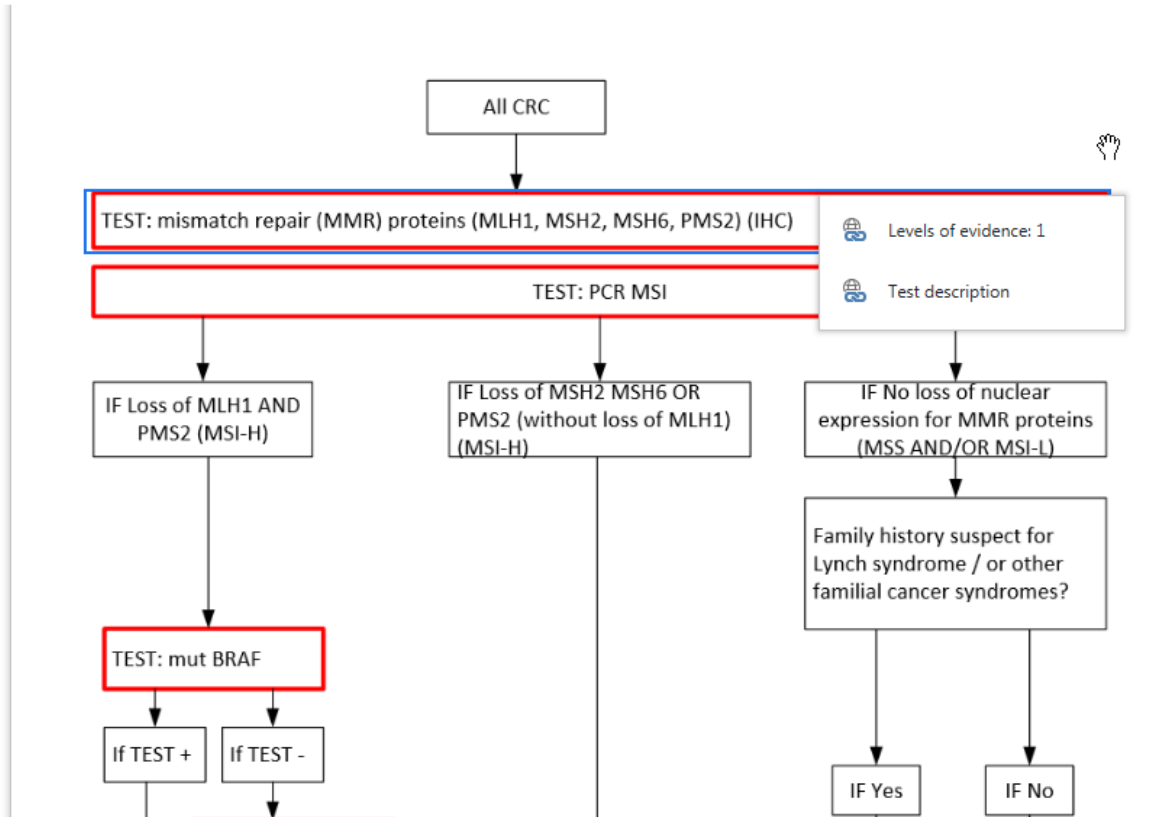 All CRC
TEST: mismatch repair (MMR) proteins (MLH1, MSH2, MSH6, PMS2) (IHC)
Levels of evidence: 1
Test description
TEST: PCR MSI
IF Loss of MLH1 AND
PMS2 (MSI-H)
IF Loss of MSH2 MSH6 OR
PMS2 (without loss of MLH1)
(MSI-H)
IF No loss of nuclear
expression for MMR proteins
(MSS AND/OR MSI-L)
Family history suspect for
Lynch syndrome / or other
familial cancer syndromes?
TEST: mut BRAF
If TEST +
If TEST -
IF Yes
IF No